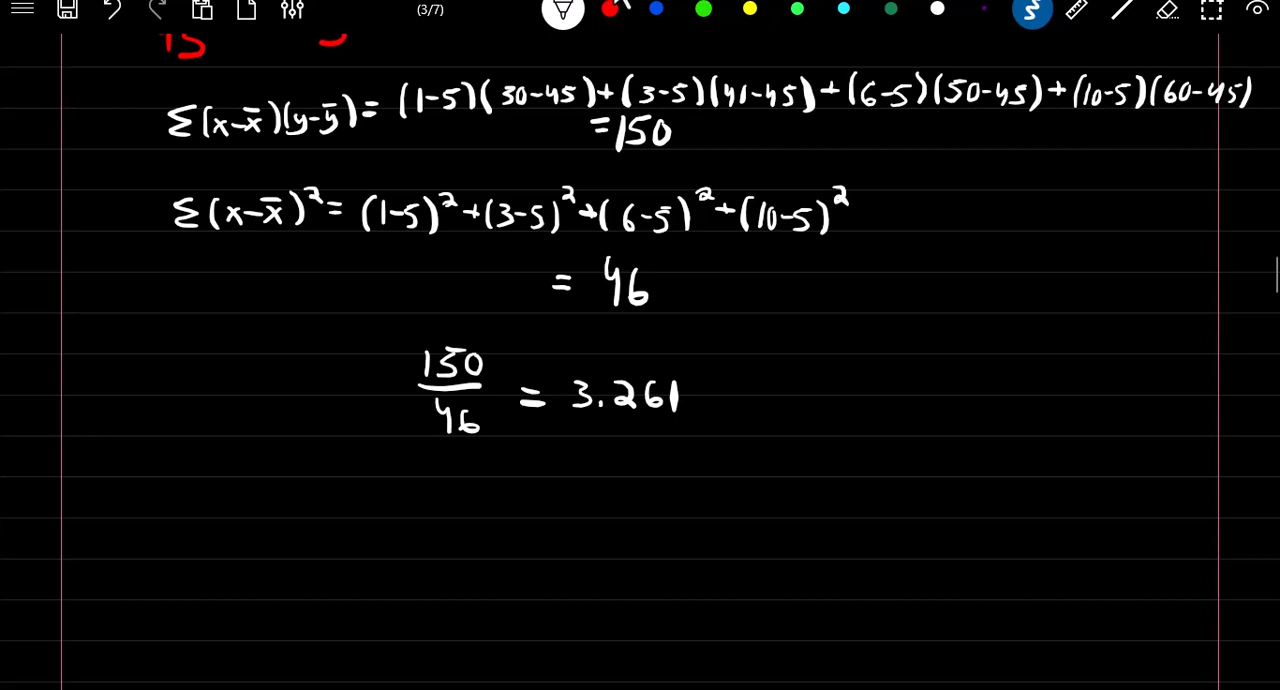 (3/7)
15
Σ(x-x̄)(y-ȳ)= (1-5)(30-45)+(3-5)(41-45)+(6-5)(50-45)+(10-5)(60-45)
=150
Σ(x-x̄)²= (1-5)²+(3-5)²+(6-5)²+(10-5)²
= 46
150/46 = 3.261